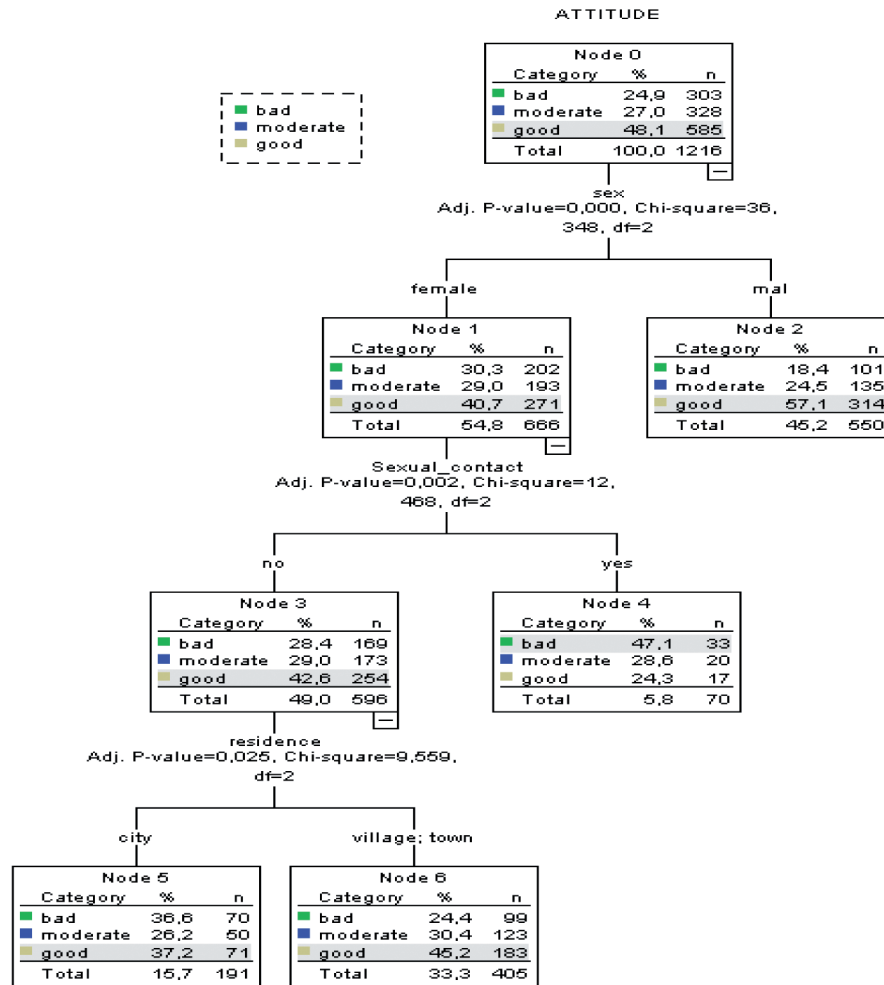 ATTITUDE
bad
moderate
good
Node 0
Category % n
bad 24,9 303
moderate 27,0 328
good 48,1 585
Total 100,0 1216
sex
Adj. P-value=0,000, Chi-square=36,
348, df=2
female
mal
Node 1
Category % n
bad 30,3 202
moderate 29,0 193
good 40,7 271
Total 54,8 666
Node 2
Category % n
bad 18,4 101
moderate 24,5 135
good 57,1 314
Total 45,2 550
Sexual_contact
Adj. P-value=0,002, Chi-square=12,
468, df=2
no
yes
Node 3
Category % n
bad 28,4 169
moderate 29,0 173
good 42,6 254
Total 49,0 596
Node 4
Category % n
bad 47,1 33
moderate 28,6 20
good 24,3 17
Total 5,8 70
residence
Adj. P-value=0,025, Chi-square=9,559,
df=2
city
village; town
Node 5
Category % n
bad 36,6 70
moderate 26,2 50
good 37,2 71
Total 15,7 191
Node 6
Category % n
bad 24,4 99
moderate 30,4 123
good 45,2 183
Total 33,3 405